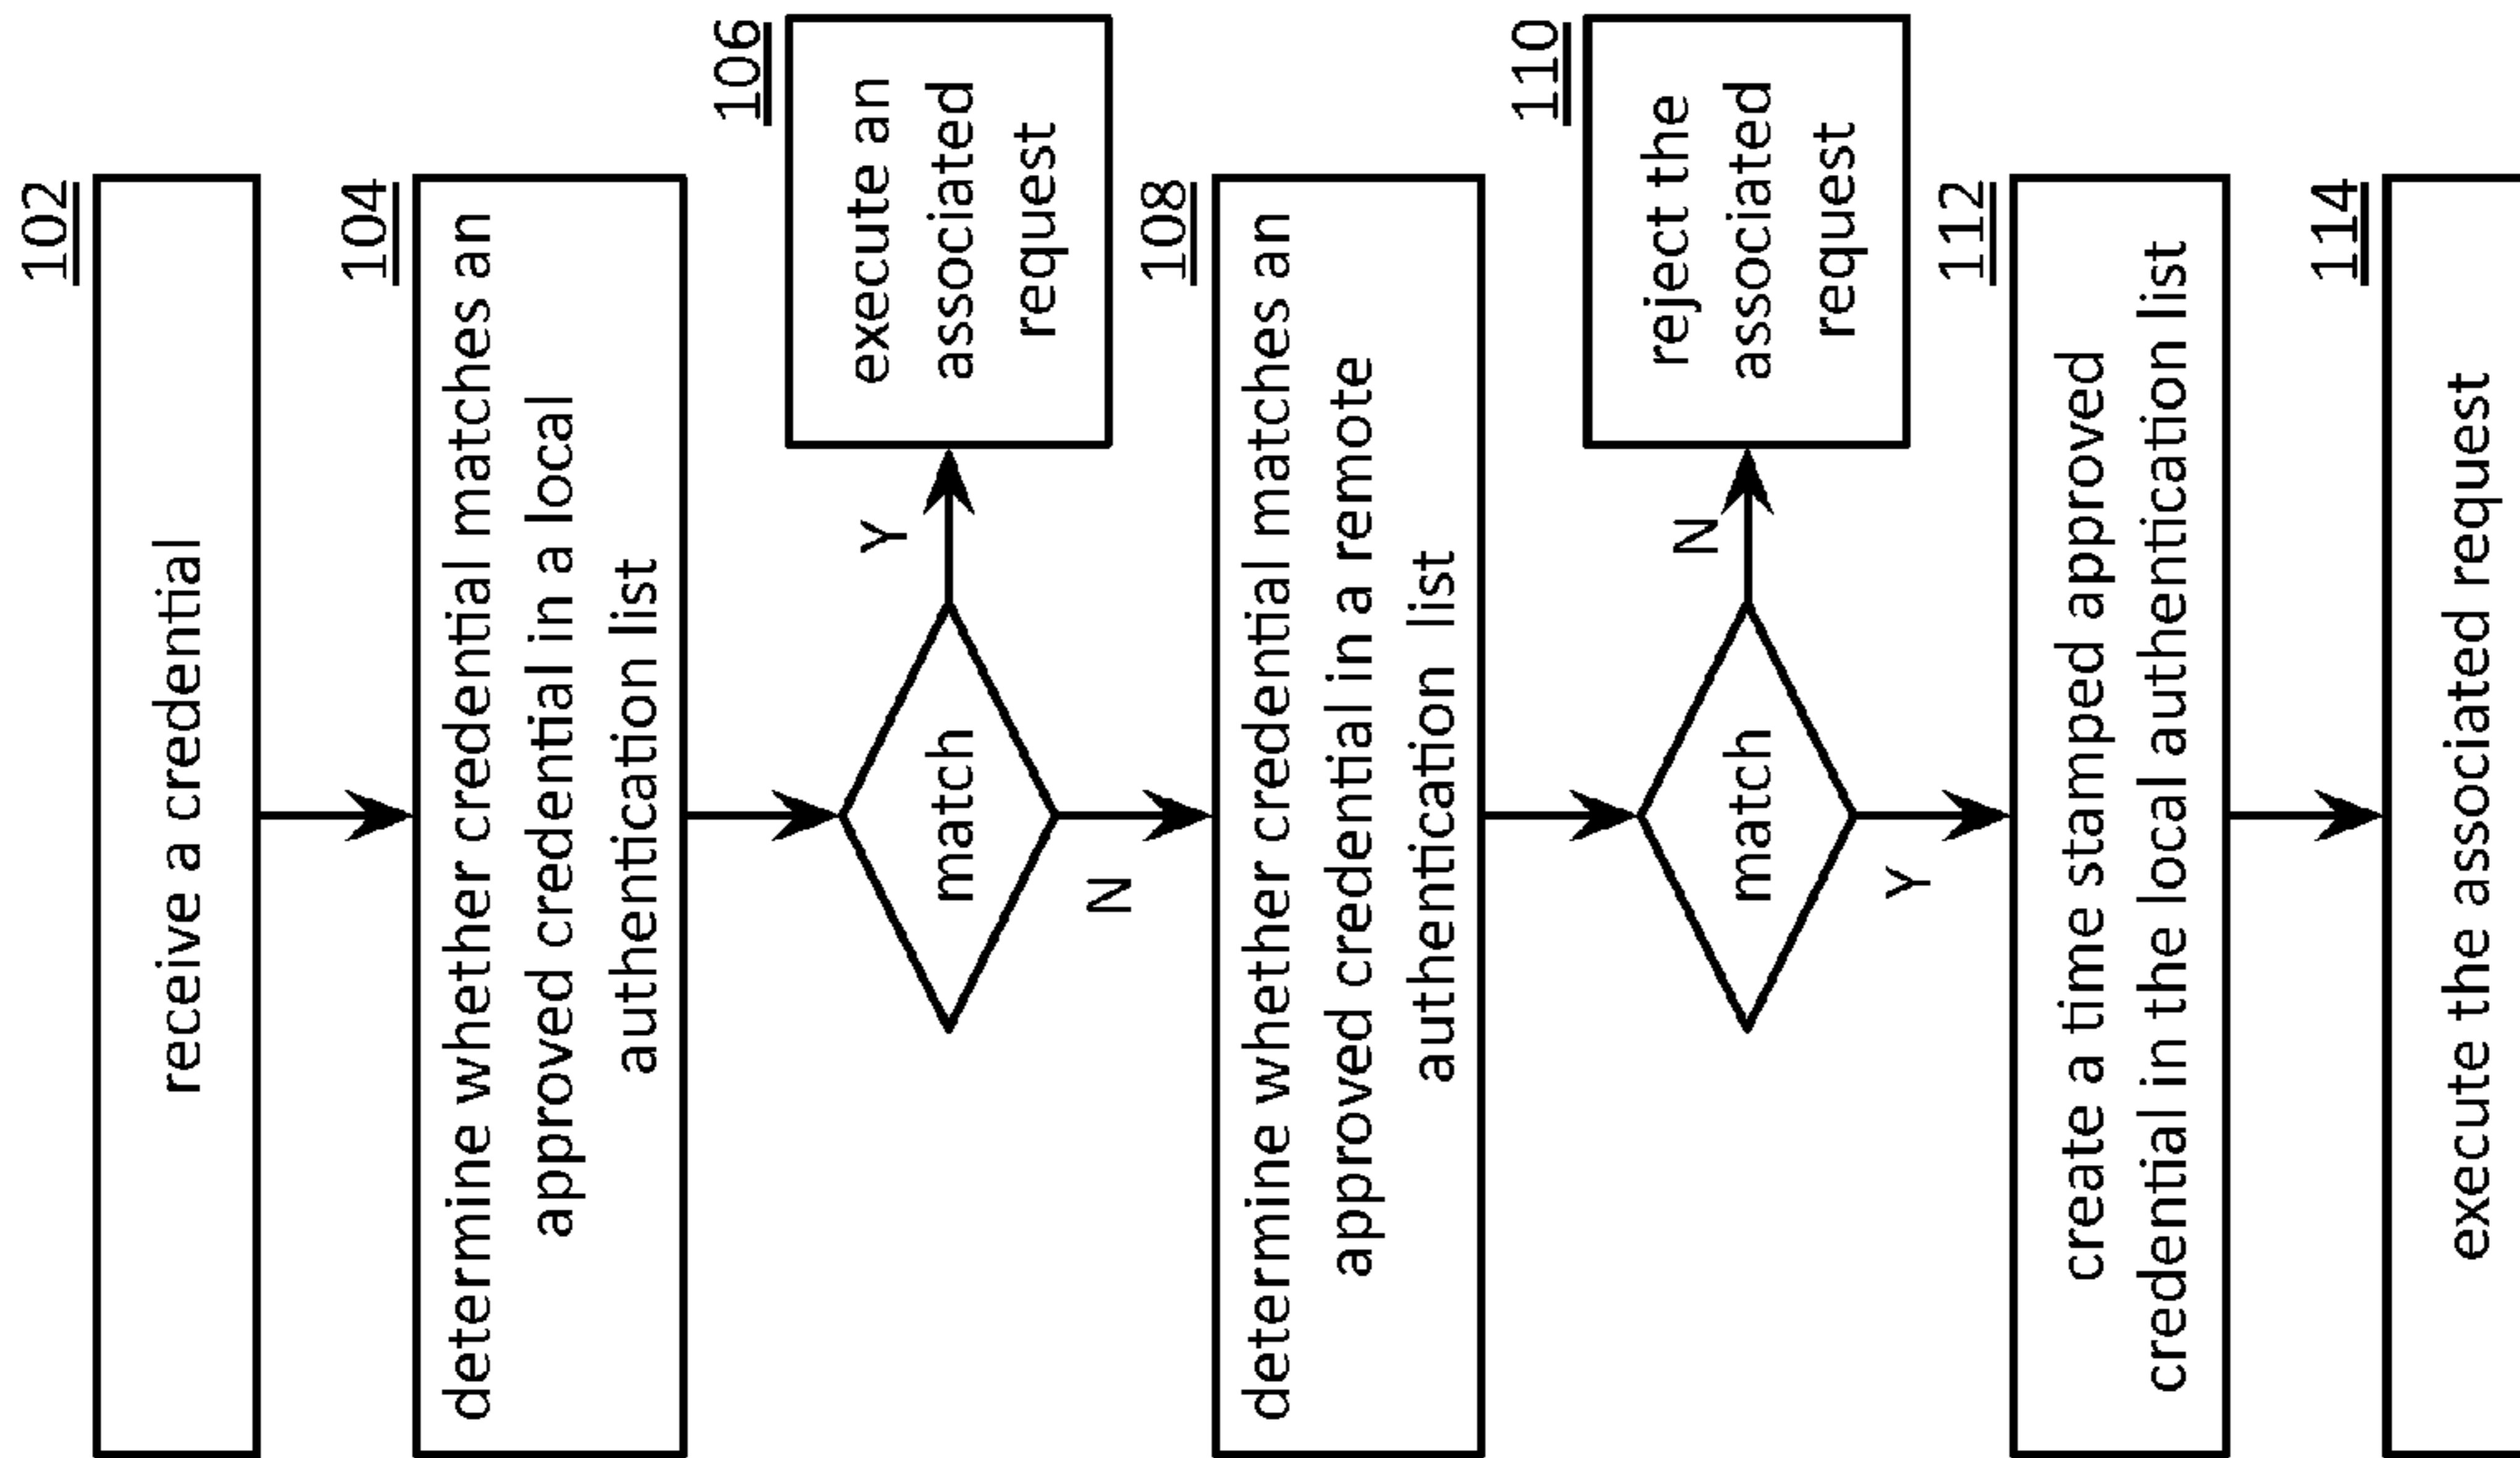 102
receive a credential
104
determine whether credential matches an
approved credential in a local
authentication list
match
Y
106
execute an
associated
request
N
108
determine whether credential matches an
approved credential in a remote
authentication list
match
N
110
reject the
associated
request
Y
112
create a time stamped approved
credential in the local authentication list
114
execute the associated request